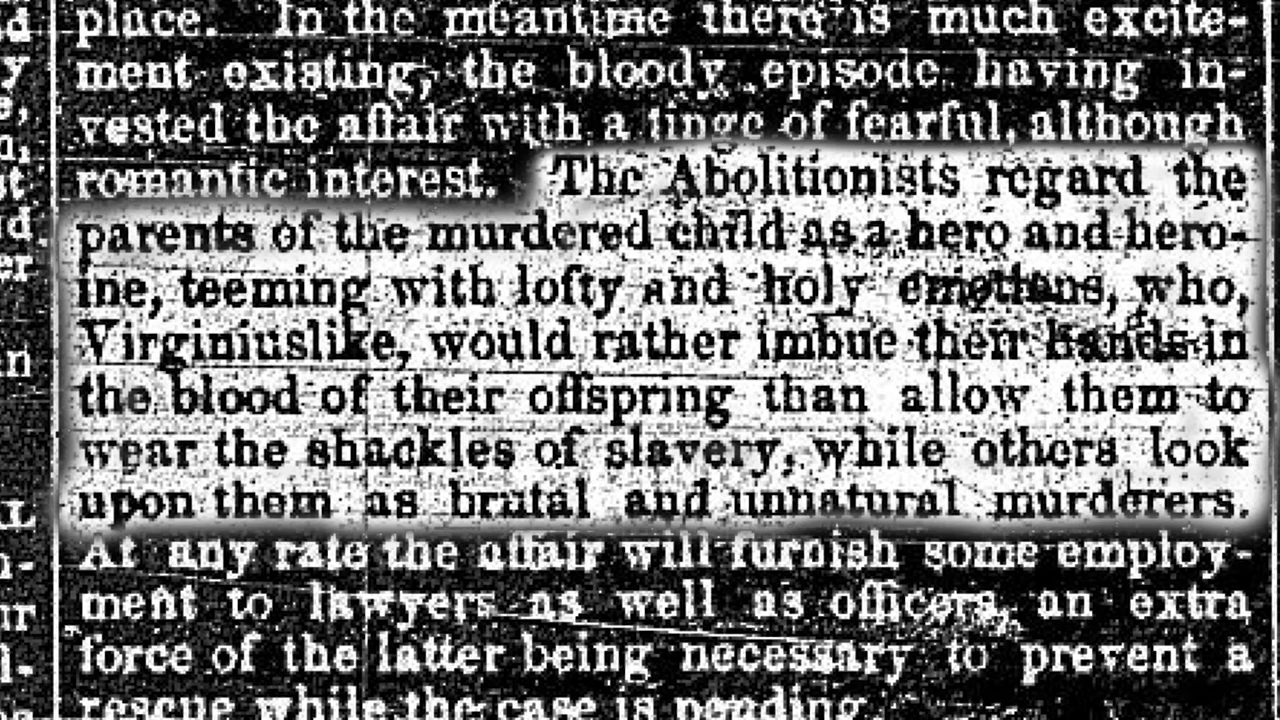 place. In the meantime there is much excite-
ment existing, the bloody episode having in-
vested the affair with a tinge of fearful, although
romantic interest. The Abolitionists regard the
parents of the murdered child as a hero and hero-
ine, teeming with lofty and holy emotions, who,
Virginiuslike, would rather imbue their hands in
the blood of their offspring than allow them to
wear the shackles of slavery, while others look
upon them as brutal and unnatural murderers.
At any rate the affair will furnish some employ-
ment to lawyers as well as officers, an extra
force of the latter being necessary to prevent a
rescue while the case is pending.